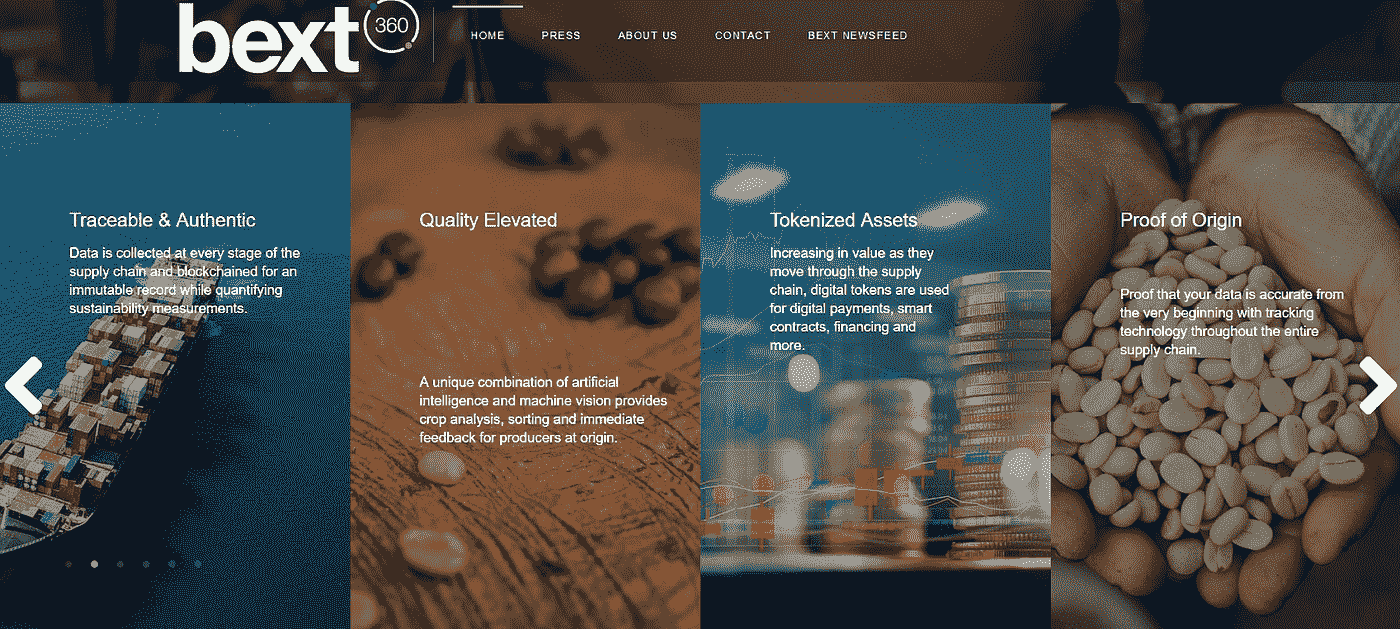 bext
360
HOME
PRESS
ABOUT US
CONTACT
BEXT NEWSFEED
Traceable & Authentic
Data is collected at every stage of the
supply chain and blockchained for an
immutable record while quantifying
sustainability measurements.
Quality Elevated
A unique combination of artificial
intelligence and machine vision provides
crop analysis, sorting and immediate
feedback for producers at origin.
Tokenized Assets
Increasing in value as they
move through the supply
chain, digital tokens are used
for digital payments, smart
contracts, financing and
more.
Proof of Origin
Proof that your data is accurate from
the very beginning with tracking
technology throughout the entire
supply chain.